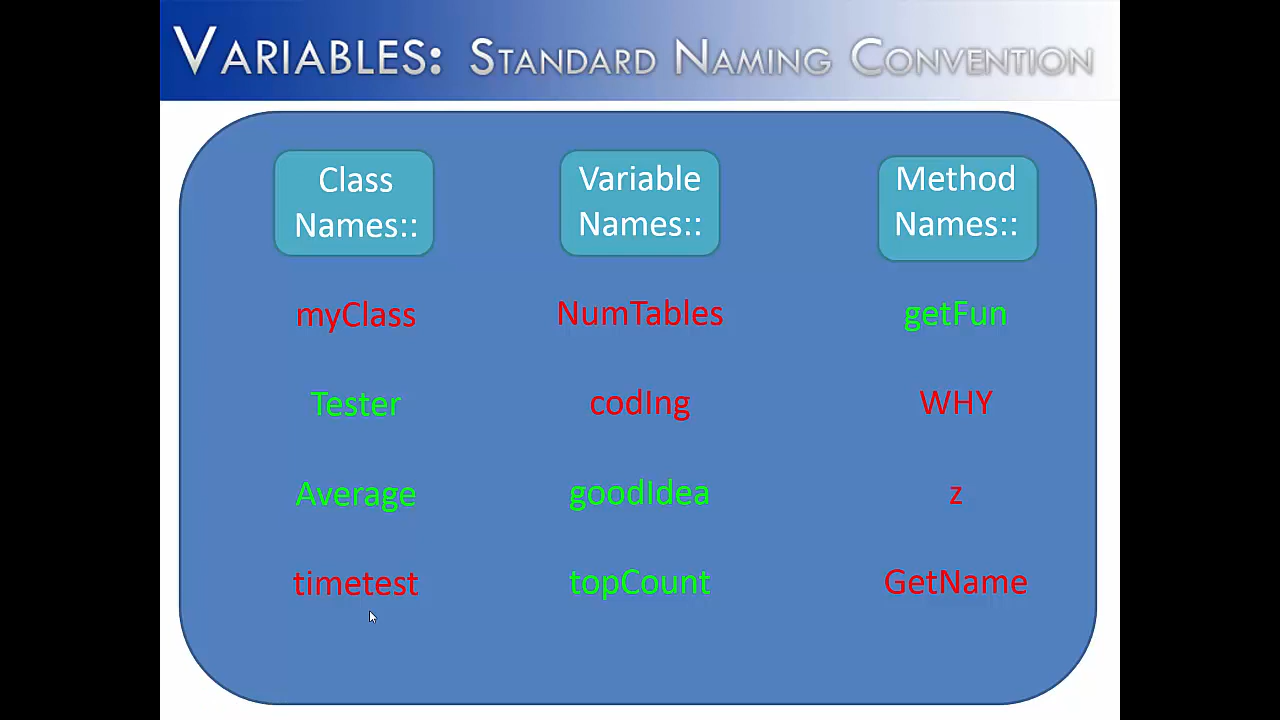 VARIABLES: STANDARD NAMING CONVENTION
Class
Names::
Variable
Names::
Method
Names::
myClass
NumTables
getFun
Tester
codIng
WHY
Average
goodIdea
z
timetest
topCount
GetName